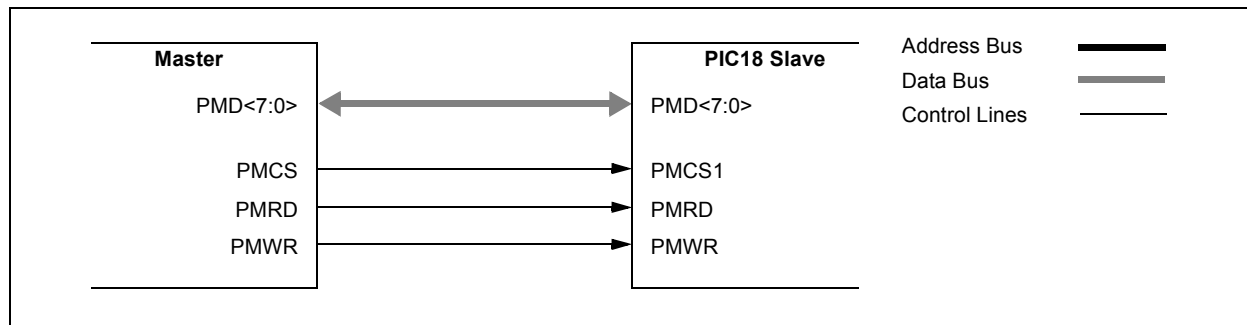 Master
PIC18 Slave
Address Bus
Data Bus
Control Lines
PMD<7:0>
PMD<7:0>
PMCS
PMCS1
PMRD
PMRD
PMWR
PMWR